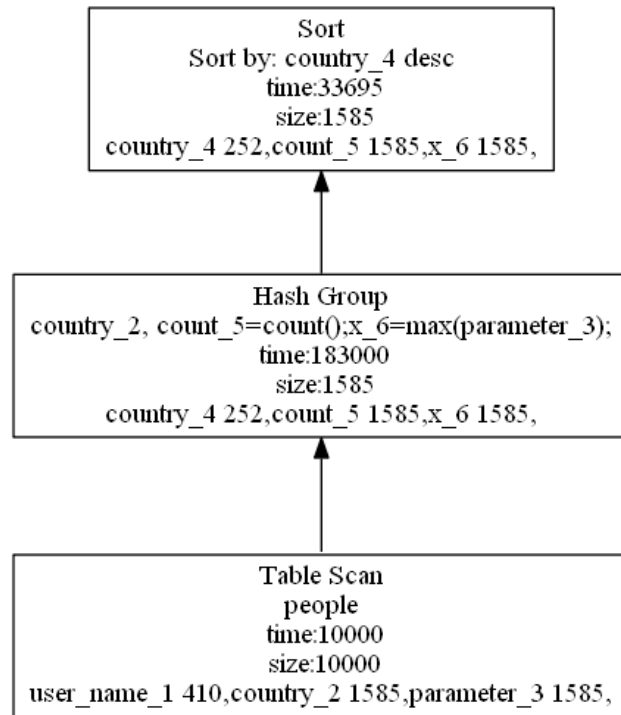 Sort
Sort by: country_4 desc
time:33695
size:1585
country_4 252,count_5 1585,x_6 1585,
Hash Group
country_2, count_5=count();x_6=max(parameter_3);
time:183000
size:1585
country_4 252,count_5 1585,x_6 1585,
Table Scan
people
time:10000
size:10000
user_name_1 410,country_2 1585,parameter_3 1585,